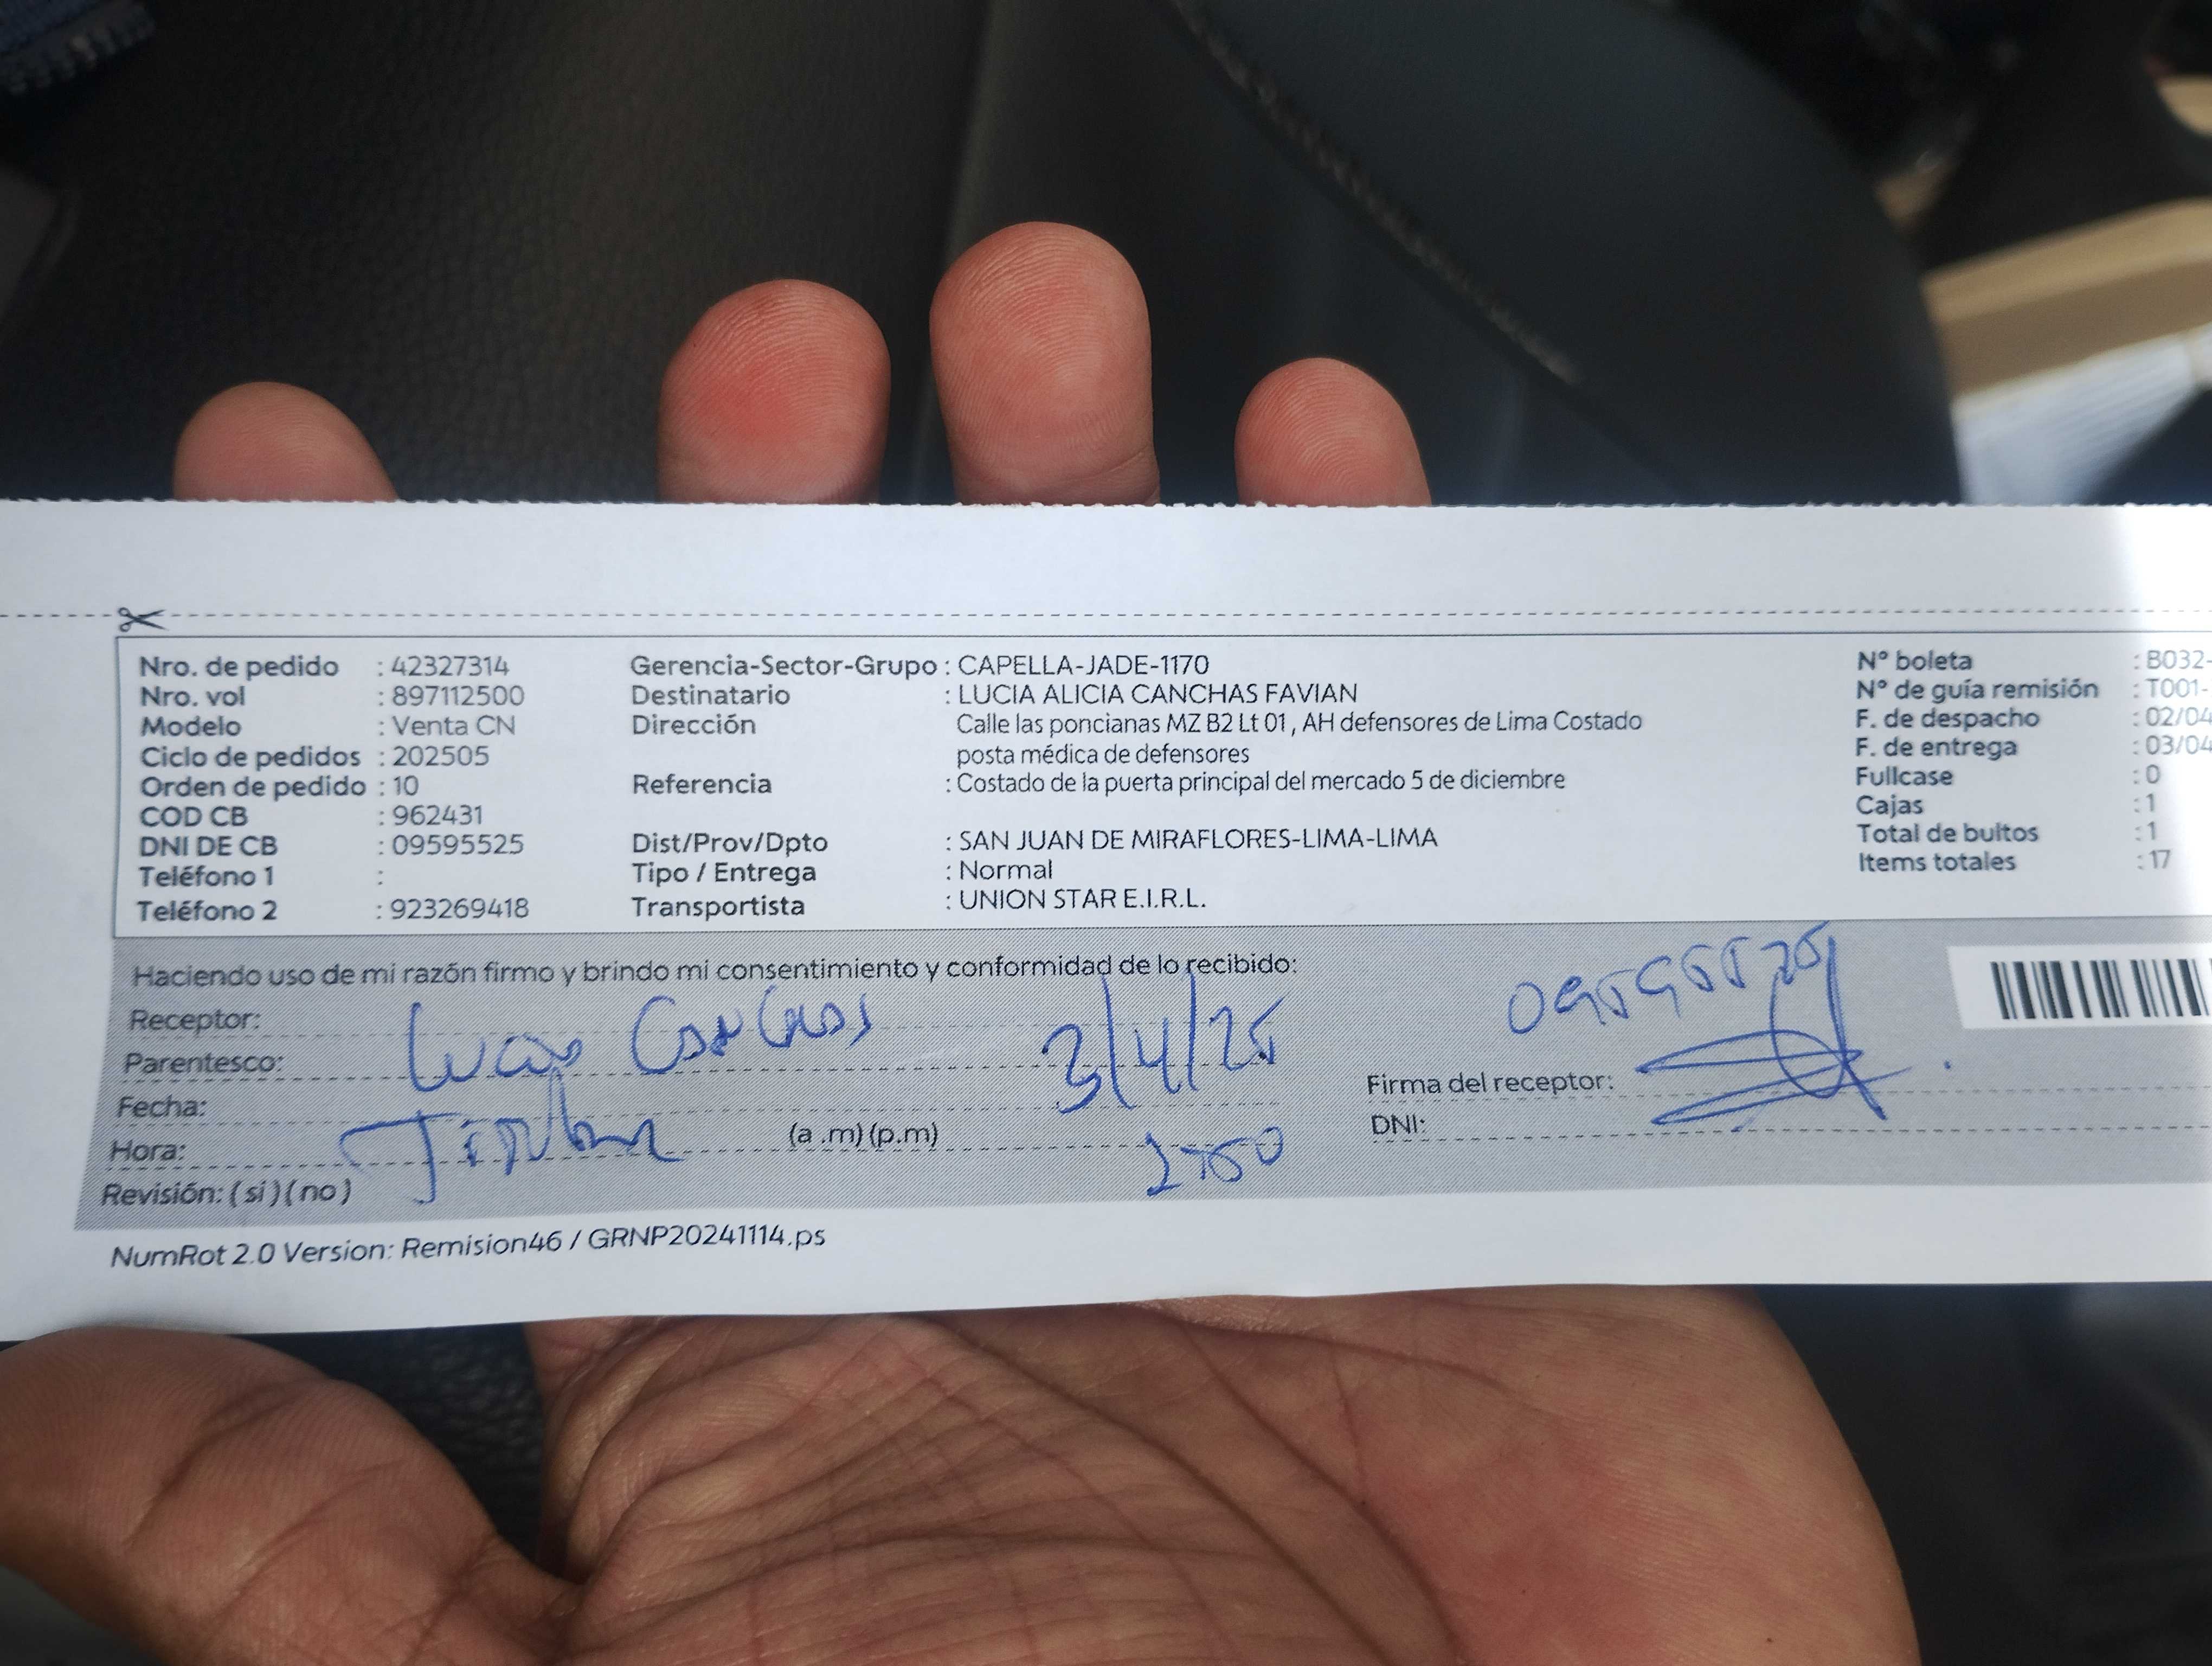 Nro. de pedido : 42327314
Nro. vol : 897112500
Modelo : Venta CN
Ciclo de pedidos : 202505
Orden de pedido : 10
COD CB : 962431
DNI DE CB : 09595525
Teléfono 1 :
Teléfono 2 : 923269418
Gerencia-Sector-Grupo : CAPELLA-JADE-1170
Destinatario : LUCIA ALICIA CANCHAS FAVIAN
Dirección Calle las poncianas MZ B2 Lt 01, AH defensores de Lima Costado
posta médica de defensores
Referencia : Costado de la puerta principal del mercado 5 de diciembre
Dist/Prov/Dpto : SAN JUAN DE MIRAFLORES-LIMA-LIMA
Tipo / Entrega : Normal
Transportista : UNION STAR E.I.R.L.
N° boleta : B032-
N° de guía remisión : T001-
F. de despacho : 02/04
F. de entrega : 03/04
Fullcase : 0
Cajas : 1
Total de bultos : 1
Items totales : 17
Haciendo uso de mi razón firmo y brindo mi consentimiento y conformidad de lo recibido:
Receptor:
Parentesco:
Fecha:
Hora: (a .m)(p.m)
Revisión: (si)(no)
Lucia Canchas
3/4/25
09595525
Firma del receptor:
DNI:
NumRot 2.0 Version: Remision46 / GRNP20241114.ps